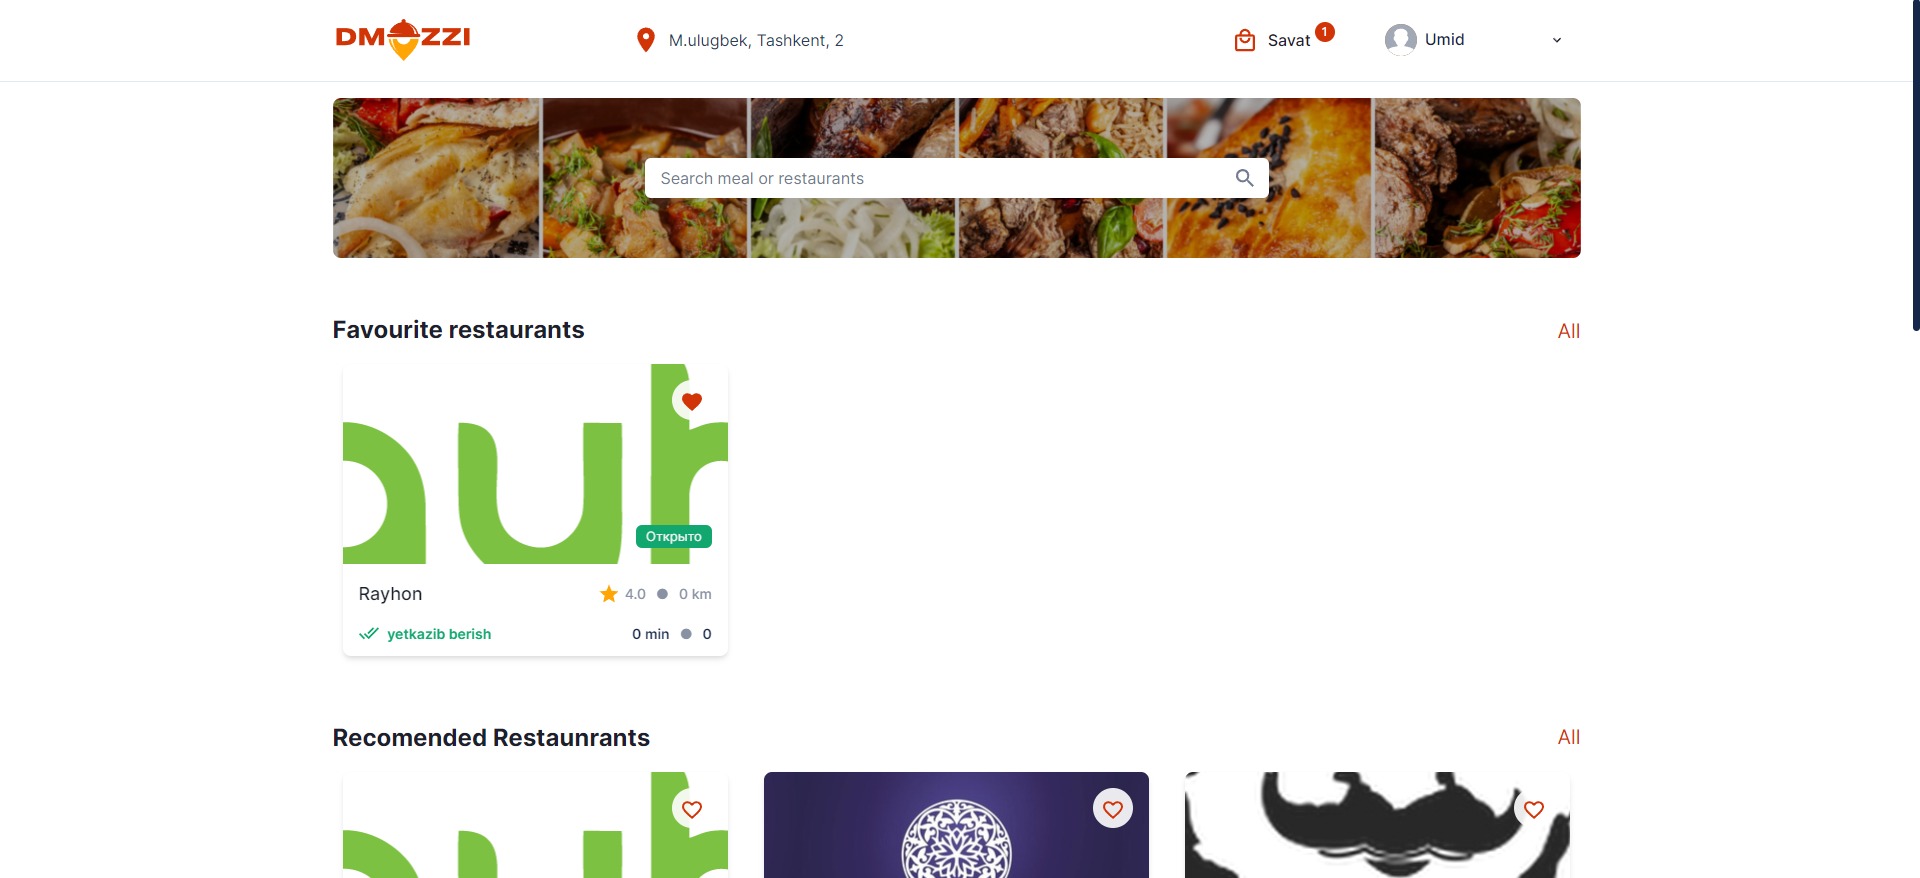 DMOZZI
M.ulugbek, Tashkent, 2
Savat 1
Umid
Search meal or restaurants
Favourite restaurants
All
Открыто
Rayhon
4.0 0 km
yetkazib berish
0 min 0
Recomended Restaunrants
All